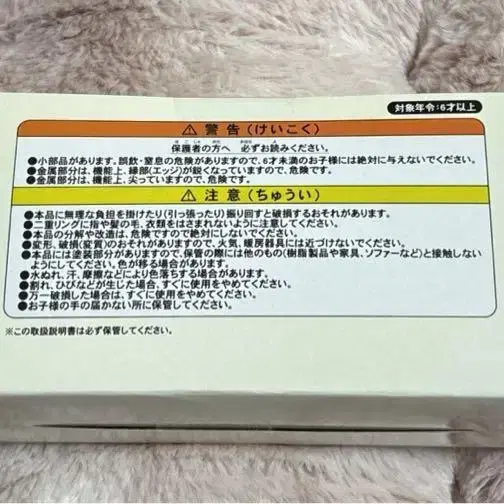 対象年令:6才以上
⚠ 警告(けいこく)
保護者の方へ 必ずお読みください。
●小部品があります。誤飲・窒息の危険がありますので、6才未満のお子様には絶対に与えないでください。
●金属部分は、機能上、縁部(エッジ)が鋭くなっていますので、危険です。
●金属部分は、機能上、尖っていますので、危険です。
⚠ 注意(ちゅうい)
●本品に無理な負担を掛けたり(引っ張ったり)振り回すと破損するおそれがあります。
●二重リングに指や髪の毛、衣類をはさまれないように注意してください。
●本品の分解や改造は、危険ですので絶対にしないでください。
●変形、破損(変質)のおそれがありますので、火気、暖房器具には近づけないでください。
●本品には塗装部分がありますので、保管の際には他のもの(樹脂製品や家具、ソファーなど)と接触しない
ようにしてください。色が移る場合があります。
●水ぬれ、汗、摩擦などにより色落ちする場合があります。
●割れ、ひびなどが生じた場合、すぐに使用をやめてください。
●万一破損した場合は、すぐに使用をやめてください。
●お子様の手の届かない所に保管してください。
※この取扱説明書は必ず保管してください。